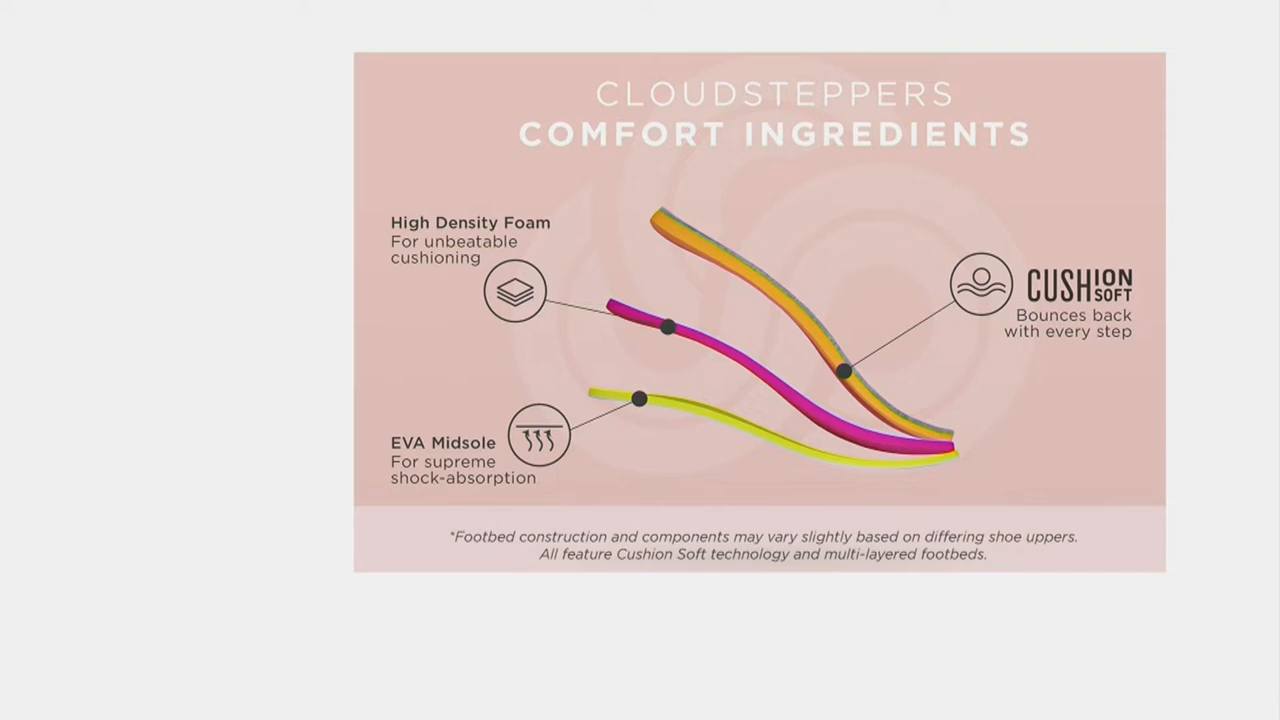 CLOUDSTEPPERS
COMFORT INGREDIENTS
High Density Foam
For unbeatable
cushioning
CUSHION
SOFT
Bounces back
with every step
EVA Midsole
For supreme
shock-absorption
*Footbed construction and components may vary slightly based on differing shoe uppers.
All feature Cushion Soft technology and multi-layered footbeds.